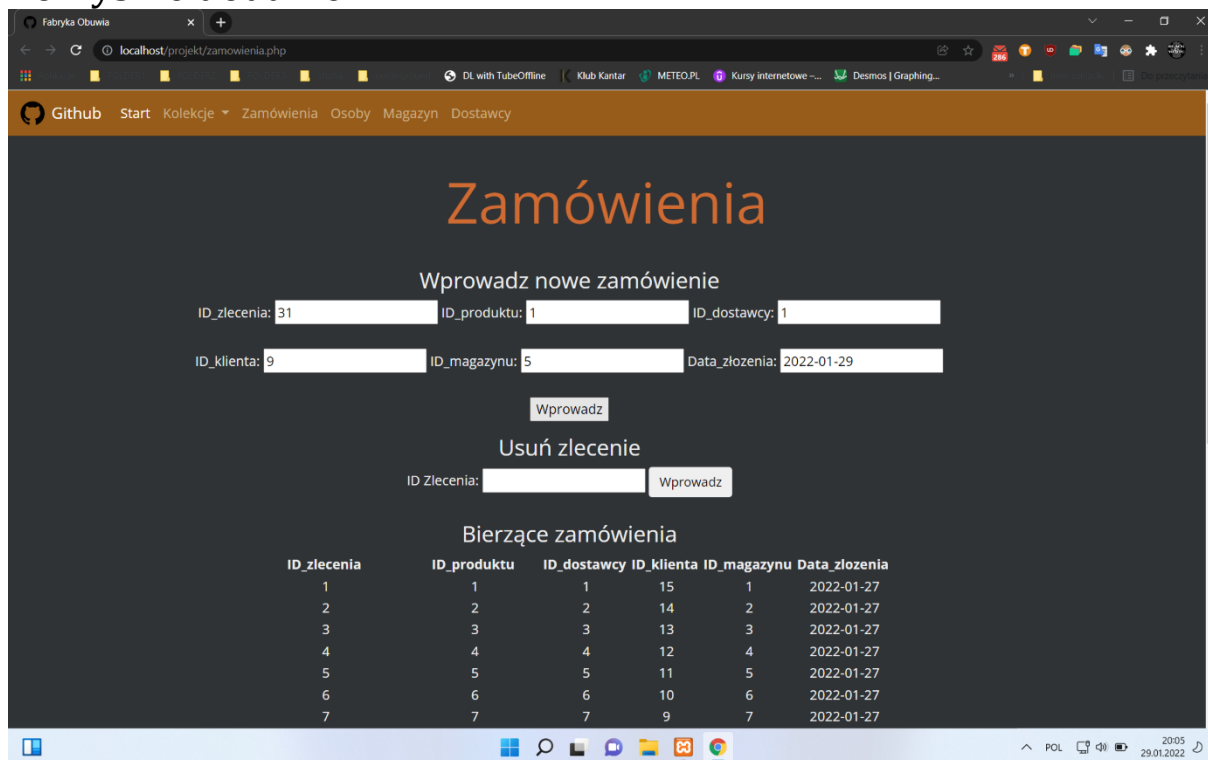 Fabryka Obuwia
localhost/projekt/zamowienia.php
286
DL with TubeOffline Klub Kantar METEO.PL Kursy internetowe –... Desmos | Graphing... Do przeczytania
Github Start Kolekcje Zamówienia Osoby Magazyn Dostawcy
Zamówienia
Wprowadz nowe zamówienie
ID_zlecenia: 31 ID_produktu: 1 ID_dostawcy: 1
ID_klienta: 9 ID_magazynu: 5 Data_złozenia: 2022-01-29
Wprowadz
Usuń zlecenie
ID Zlecenia: Wprowadz
Bierzące zamówienia
ID_zlecenia ID_produktu ID_dostawcy ID_klienta ID_magazynu Data_zlozenia
1 1 1 15 1 2022-01-27
2 2 2 14 2 2022-01-27
3 3 3 13 3 2022-01-27
4 4 4 12 4 2022-01-27
5 5 5 11 5 2022-01-27
6 6 6 10 6 2022-01-27
7 7 7 9 7 2022-01-27
POL 20:05
29.01.2022